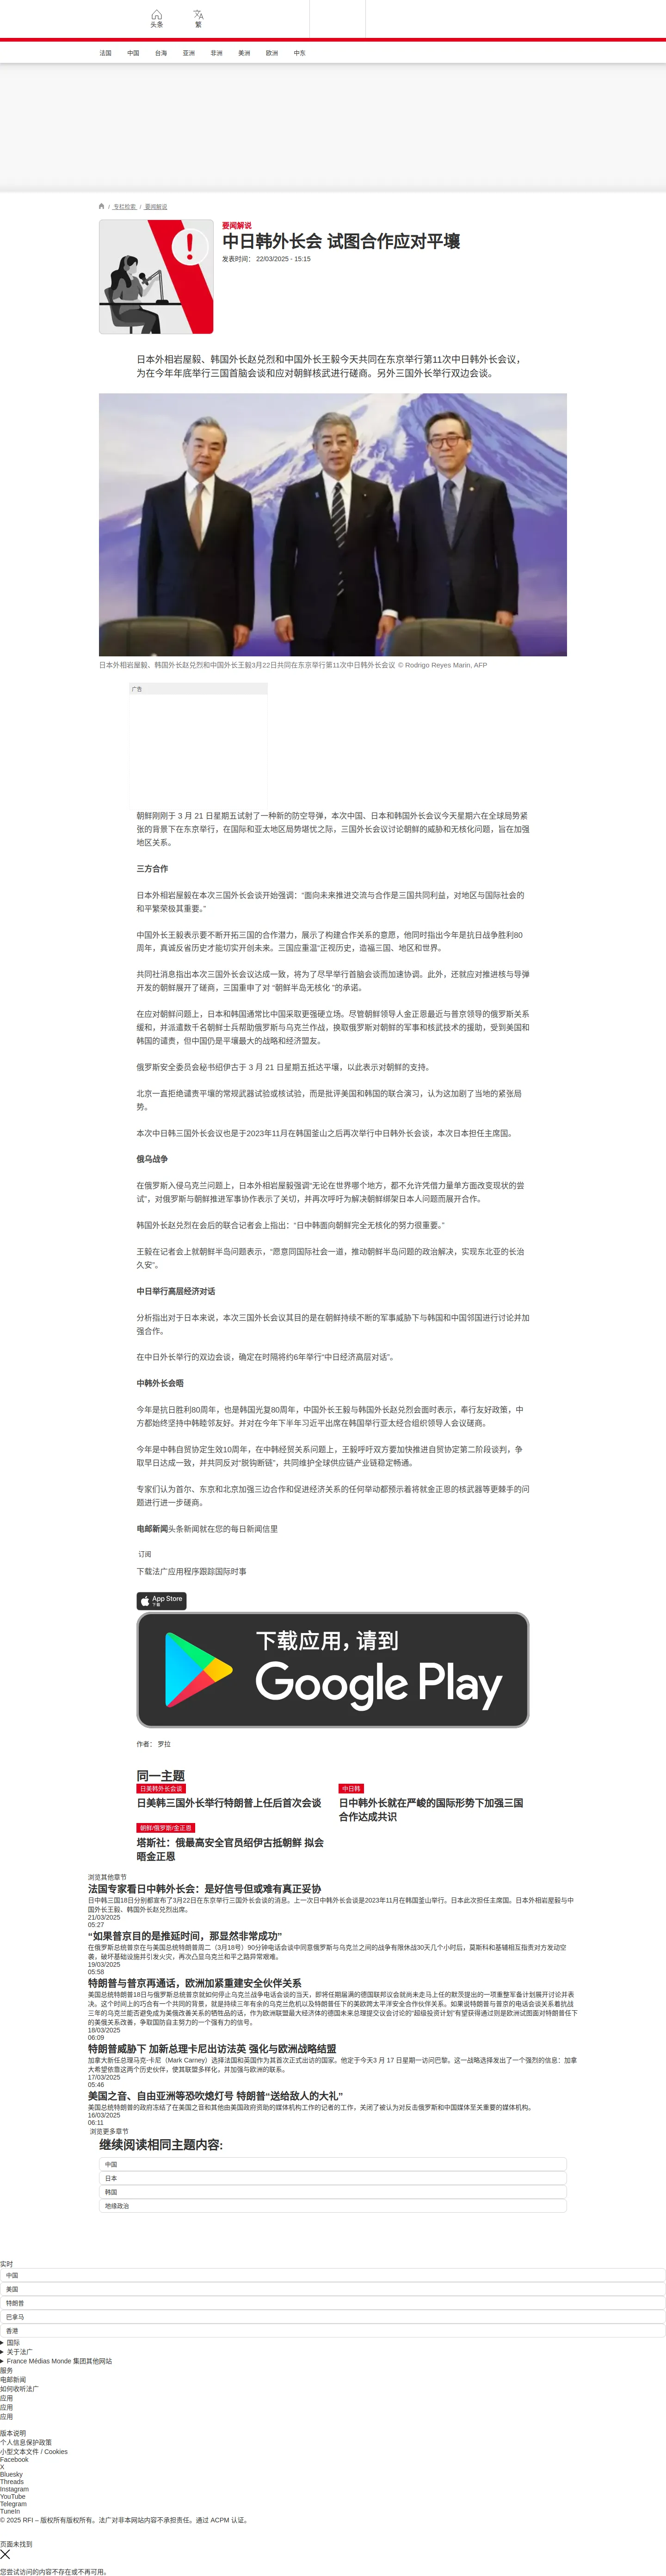 头条
繁
法国 中国 台海 亚洲 非洲 美洲 欧洲 中东
/ 专栏检索 / 要闻解说
要闻解说
中日韩外长会 试图合作应对平壤
发表时间： 22/03/2025 - 15:15
日本外相岩屋毅、韩国外长赵兑烈和中国外长王毅今天共同在东京举行第11次中日韩外长会议，
为在今年年底举行三国首脑会谈和应对朝鲜核武进行磋商。另外三国外长举行双边会谈。
日本外相岩屋毅、韩国外长赵兑烈和中国外长王毅3月22日共同在东京举行第11次中日韩外长会议 © Rodrigo Reyes Marin, AFP
广告
朝鲜刚刚于 3 月 21 日星期五试射了一种新的防空导弹，本次中国、日本和韩国外长会议今天星期六在全球局势紧
张的背景下在东京举行，在国际和亚太地区局势堪忧之际，三国外长会议讨论朝鲜的威胁和无核化问题，旨在加强
地区关系。
三方合作
日本外相岩屋毅在本次三国外长会谈开始强调：“面向未来推进交流与合作是三国共同利益，对地区与国际社会的
和平繁荣极其重要。”
中国外长王毅表示要不断开拓三国的合作潜力，展示了构建合作关系的意愿，他同时指出今年是抗日战争胜利80
周年，真诚反省历史才能切实开创未来。三国应重温“正视历史，造福三国、地区和世界。
共同社消息指出本次三国外长会议达成一致，将为了尽早举行首脑会谈而加速协调。此外，还就应对推进核与导弹
开发的朝鲜展开了磋商，三国重申了对 “朝鲜半岛无核化 ”的承诺。
在应对朝鲜问题上，日本和韩国通常比中国采取更强硬立场。尽管朝鲜领导人金正恩最近与普京领导的俄罗斯关系
缓和，并派遣数千名朝鲜士兵帮助俄罗斯与乌克兰作战，换取俄罗斯对朝鲜的军事和核武技术的援助，受到美国和
韩国的谴责，但中国仍是平壤最大的战略和经济盟友。
俄罗斯安全委员会秘书绍伊古于 3 月 21 日星期五抵达平壤，以此表示对朝鲜的支持。
北京一直拒绝谴责平壤的常规武器试验或核试验，而是批评美国和韩国的联合演习，认为这加剧了当地的紧张局
势。
本次中日韩三国外长会议也是于2023年11月在韩国釜山之后再次举行中日韩外长会谈，本次日本担任主席国。
俄乌战争
在俄罗斯入侵乌克兰问题上，日本外相岩屋毅强调“无论在世界哪个地方，都不允许凭借力量单方面改变现状的尝
试”，对俄罗斯与朝鲜推进军事协作表示了关切，并再次呼吁为解决朝鲜绑架日本人问题而展开合作。
韩国外长赵兑烈在会后的联合记者会上指出：“日中韩面向朝鲜完全无核化的努力很重要。”
王毅在记者会上就朝鲜半岛问题表示，“愿意同国际社会一道，推动朝鲜半岛问题的政治解决，实现东北亚的长治
久安”。
中日举行高层经济对话
分析指出对于日本来说，本次三国外长会议其目的是在朝鲜持续不断的军事威胁下与韩国和中国邻国进行讨论并加
强合作。
在中日外长举行的双边会谈，确定在时隔将约6年举行“中日经济高层对话”。
中韩外长会晤
今年是抗日胜利80周年，也是韩国光复80周年，中国外长王毅与韩国外长赵兑烈会面时表示，奉行友好政策，中
方都始终坚持中韩睦邻友好。并对在今年下半年习近平出席在韩国举行亚太经合组织领导人会议磋商。
今年是中韩自贸协定生效10周年，在中韩经贸关系问题上，王毅呼吁双方要加快推进自贸协定第二阶段谈判，争
取早日达成一致，并共同反对“脱钩断链”，共同维护全球供应链产业链稳定畅通。
专家们认为首尔、东京和北京加强三边合作和促进经济关系的任何举动都预示着将就金正恩的核武器等更棘手的问
题进行进一步磋商。
电邮新闻头条新闻就在您的每日新闻信里
订阅
下载法广应用程序跟踪国际时事
App Store
下载
下载应用，请到
Google Play
作者： 罗拉
同一主题
日美韩外长会谈
日美韩三国外长举行特朗普上任后首次会谈
中日韩
日中韩外长就在严峻的国际形势下加强三国
合作达成共识
朝鲜/俄罗斯/金正恩
塔斯社：俄最高安全官员绍伊古抵朝鲜 拟会
晤金正恩
浏览其他章节
法国专家看日中韩外长会：是好信号但或难有真正妥协
日中韩三国18日分别都宣布了3月22日在东京举行三国外长会谈的消息。上一次日中韩外长会谈是2023年11月在韩国釜山举行。日本此次担任主席国。日本外相岩屋毅与中
国外长王毅、韩国外长赵兑烈出席。
21/03/2025
05:27
“如果普京目的是拖延时间，那显然非常成功”
在俄罗斯总统普京在与美国总统特朗普周二（3月18号）90分钟电话会谈中同意俄罗斯与乌克兰之间的战争有限休战30天几个小时后，莫斯科和基辅相互指责对方发动空
袭，破坏基础设施并引发火灾，再次凸显乌克兰和平之路异常艰难。
19/03/2025
05:58
特朗普与普京再通话，欧洲加紧重建安全伙伴关系
美国总统特朗普18日与俄罗斯总统普京就如何停止乌克兰战争电话会谈的当天，即将任期届满的德国联邦议会就尚未走马上任的默茨提出的一项重整军备计划展开讨论并表
决。这个时间上的巧合有一个共同的背景，就是持续三年有余的乌克兰危机以及特朗普任下的美欧跨太平洋安全合作伙伴关系。如果说特朗普与普京的电话会谈关系着扰战
三年的乌克兰能否避免成为美俄改善关系的牺牲品的话，作为欧洲联盟最大经济体的德国未来总理提交议会讨论的“超级投资计划”有望获得通过则是欧洲试图面对特朗普任下
的美俄关系改善，争取国防自主努力的一个强有力的信号。
18/03/2025
06:09
特朗普威胁下 加新总理卡尼出访法英 强化与欧洲战略结盟
加拿大新任总理马克·卡尼（Mark Carney）选择法国和英国作为其首次正式出访的国家。他定于今天3 月 17 日星期一访问巴黎。这一战略选择发出了一个强烈的信息：加拿
大希望依靠这两个历史伙伴，使其联盟多样化，并加强与欧洲的联系。
17/03/2025
05:46
美国之音、自由亚洲等恐吹熄灯号 特朗普“送给敌人的大礼”
美国总统特朗普的政府冻结了在美国之音和其他由美国政府资助的媒体机构工作的记者的工作，关闭了被认为对反击俄罗斯和中国媒体至关重要的媒体机构。
16/03/2025
06:11
浏览更多章节
继续阅读相同主题内容:
中国
日本
韩国
地缘政治
实时
中国
美国
特朗普
巴拿马
香港
国际
关于法广
France Médias Monde 集团其他网站
服务
电邮新闻
如何收听法广
应用
应用
应用
版本说明
个人信息保护政策
小型文本文件 / Cookies
Facebook
X
Bluesky
Threads
Instagram
YouTube
Telegram
TuneIn
© 2025 RFI – 版权所有版权所有。法广对非本网站内容不承担责任。通过 ACPM 认证。
页面未找到
您尝试访问的内容不存在或不再可用。